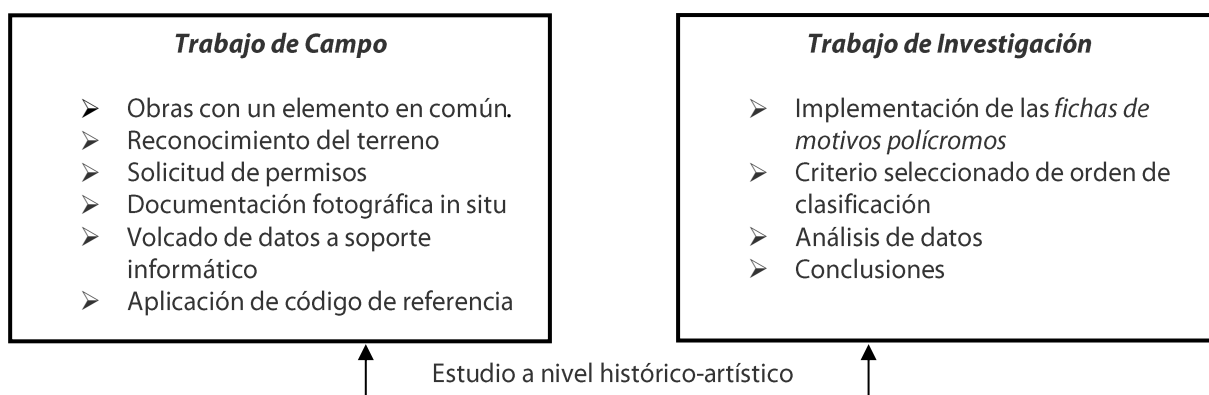 Trabajo de Campo
➢ Obras con un elemento en común.
➢ Reconocimiento del terreno
➢ Solicitud de permisos
➢ Documentación fotográfica in situ
➢ Volcado de datos a soporte
informático
➢ Aplicación de código de referencia
Trabajo de Investigación
➢ Implementación de las fichas de
motivos polícromos
➢ Criterio seleccionado de orden de
clasificación
➢ Análisis de datos
➢ Conclusiones
Estudio a nivel histórico-artístico